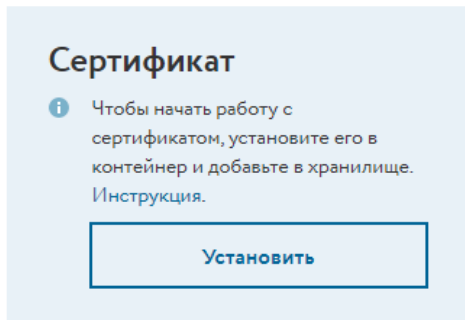 Сертификат
Чтобы начать работу с
сертификатом, установите его в
контейнер и добавьте в хранилище.
Инструкция.
Установить